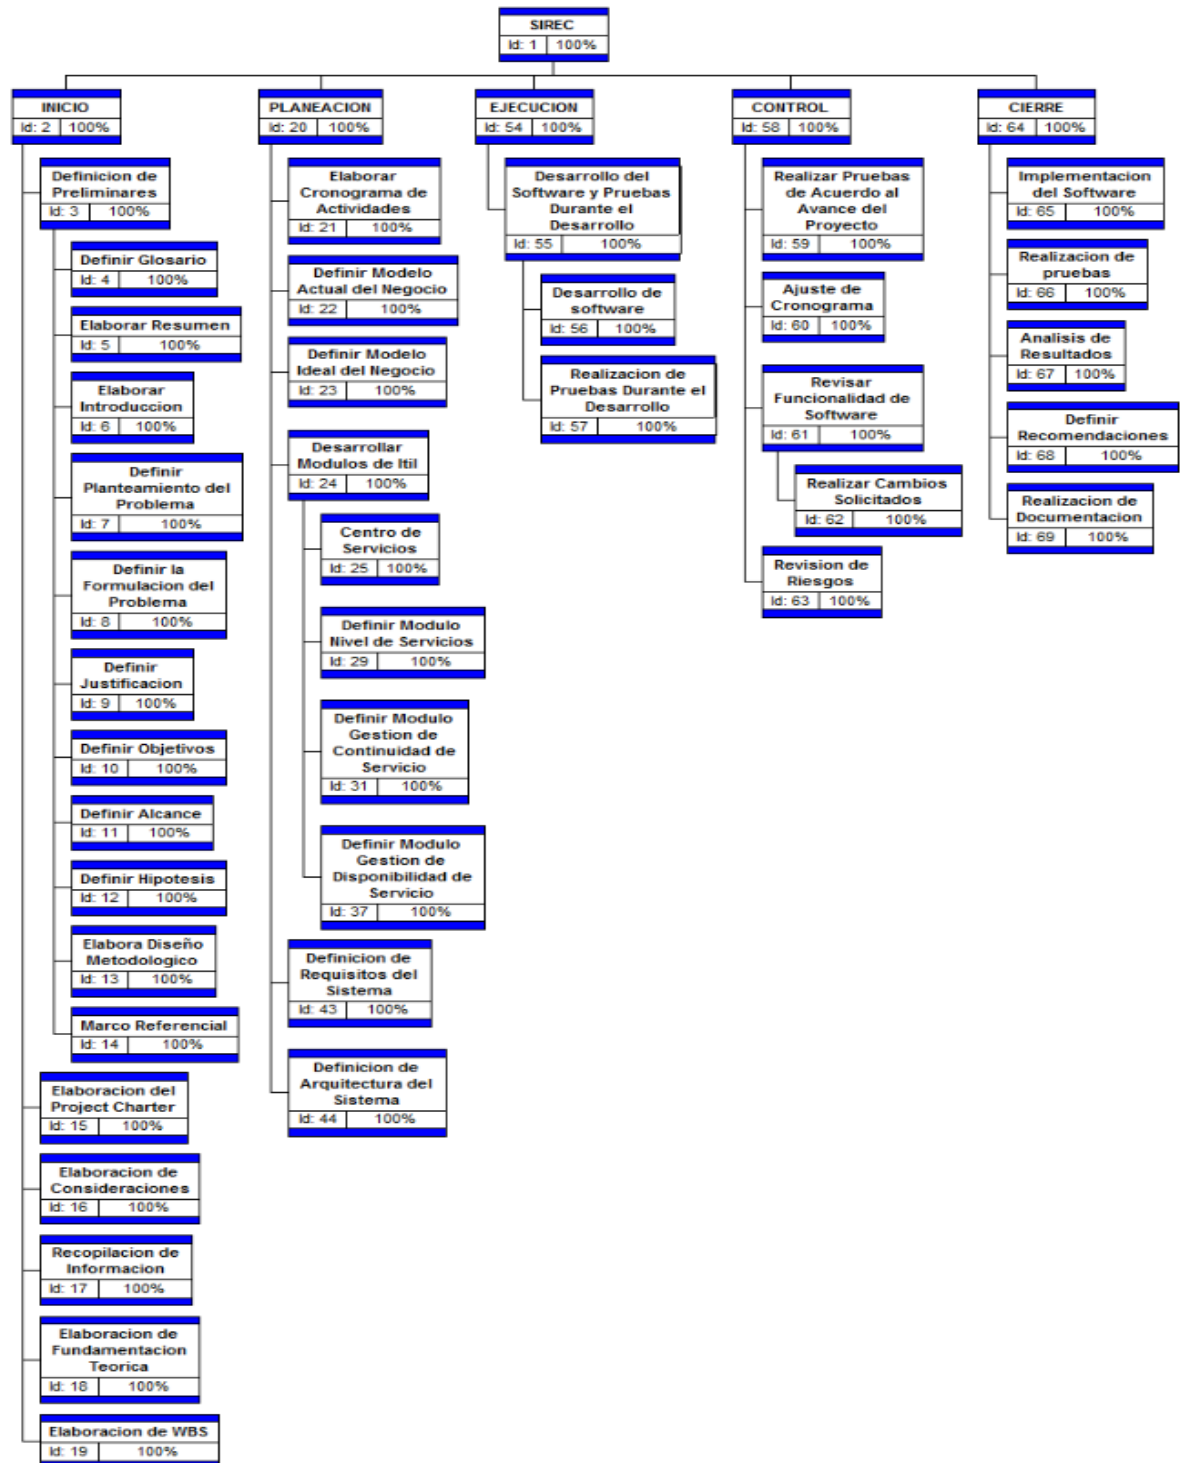 SIREC
Id: 1 100%
INICIO
Id: 2 100%
Definicion de
Preliminares
Id: 3 100%
Definir Glosario
Id: 4 100%
Elaborar Resumen
Id: 5 100%
Elaborar
Introduccion
Id: 6 100%
Definir
Planteamiento del
Problema
Id: 7 100%
Definir la
Formulacion del
Problema
Id: 8 100%
Definir
Justificacion
Id: 9 100%
Definir Objetivos
Id: 10 100%
Definir Alcance
Id: 11 100%
Definir Hipotesis
Id: 12 100%
Elabora Diseño
Metodologico
Id: 13 100%
Marco Referencial
Id: 14 100%
Elaboracion del
Project Charter
Id: 15 100%
Elaboracion de
Consideraciones
Id: 16 100%
Recopilacion de
Informacion
Id: 17 100%
Elaboracion de
Fundamentacion
Teorica
Id: 18 100%
Elaboracion de WBS
Id: 19 100%
PLANEACION
Id: 20 100%
Elaborar
Cronograma de
Actividades
Id: 21 100%
Definir Modelo
Actual del Negocio
Id: 22 100%
Definir Modelo
Ideal del Negocio
Id: 23 100%
Desarrollar
Modulos de Itil
Id: 24 100%
Centro de
Servicios
Id: 25 100%
Definir Modulo
Nivel de Servicios
Id: 29 100%
Definir Modulo
Gestion de
Continuidad de
Servicio
Id: 31 100%
Definir Modulo
Gestion de
Disponibilidad de
Servicio
Id: 37 100%
Definicion de
Requisitos del
Sistema
Id: 43 100%
Definicion de
Arquitectura del
Sistema
Id: 44 100%
EJECUCION
Id: 54 100%
Desarrollo del
Software y Pruebas
Durante el
Desarrollo
Id: 55 100%
Desarrollo de
software
Id: 56 100%
Realizacion de
Pruebas Durante el
Desarrollo
Id: 57 100%
CONTROL
Id: 58 100%
Realizar Pruebas
de Acuerdo al
Avance del
Proyecto
Id: 59 100%
Ajuste de
Cronograma
Id: 60 100%
Revisar
Funcionalidad de
Software
Id: 61 100%
Realizar Cambios
Solicitados
Id: 62 100%
Revision de
Riesgos
Id: 63 100%
CIERRE
Id: 64 100%
Implementacion
del Software
Id: 65 100%
Realizacion de
pruebas
Id: 66 100%
Analisis de
Resultados
Id: 67 100%
Definir
Recomendaciones
Id: 68 100%
Realizacion de
Documentacion
Id: 69 100%